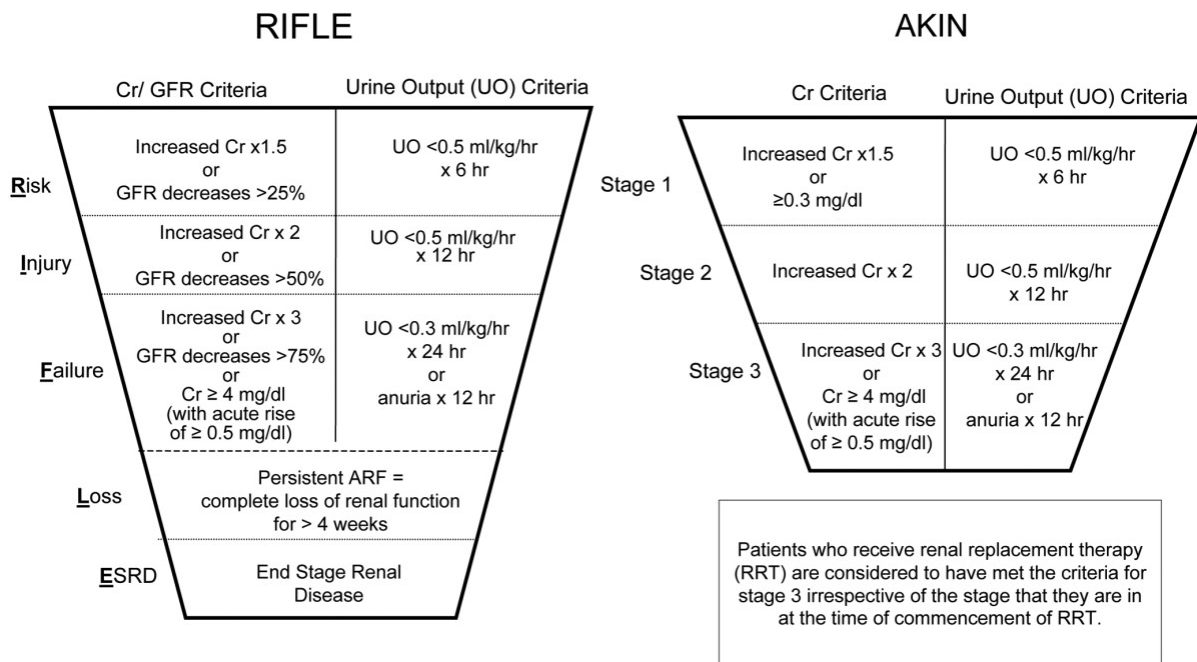 RIFLE
Cr/ GFR Criteria
Urine Output (UO) Criteria
Risk
Increased Cr x1.5
or
GFR decreases >25%
UO <0.5 ml/kg/hr
x 6 hr
Injury
Increased Cr x 2
or
GFR decreases >50%
UO <0.5 ml/kg/hr
x 12 hr
Failure
Increased Cr x 3
or
GFR decreases >75%
or
Cr ≥ 4 mg/dl
(with acute rise
of ≥ 0.5 mg/dl)
UO <0.3 ml/kg/hr
x 24 hr
or
anuria x 12 hr
Loss
Persistent ARF =
complete loss of renal function
for > 4 weeks
ESRD
End Stage Renal
Disease
AKIN
Cr Criteria
Urine Output (UO) Criteria
Stage 1
Increased Cr x1.5
or
≥0.3 mg/dl
UO <0.5 ml/kg/hr
x 6 hr
Stage 2
Increased Cr x 2
UO <0.5 ml/kg/hr
x 12 hr
Stage 3
Increased Cr x 3
or
Cr ≥ 4 mg/dl
(with acute rise
of ≥ 0.5 mg/dl)
UO <0.3 ml/kg/hr
x 24 hr
or
anuria x 12 hr
Patients who receive renal replacement therapy
(RRT) are considered to have met the criteria for
stage 3 irrespective of the stage that they are in
at the time of commencement of RRT.